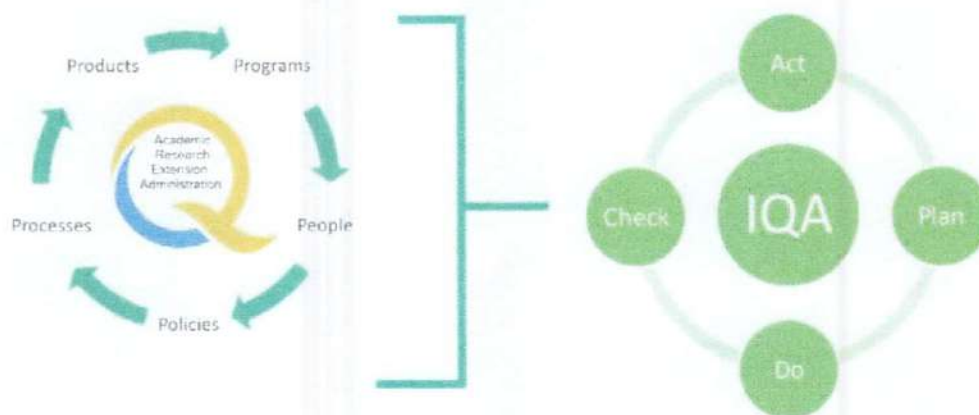 Products
Programs
Academic
Research
Extension
Administration
Processes
People
Policies
Act
Check
IQA
Plan
Do